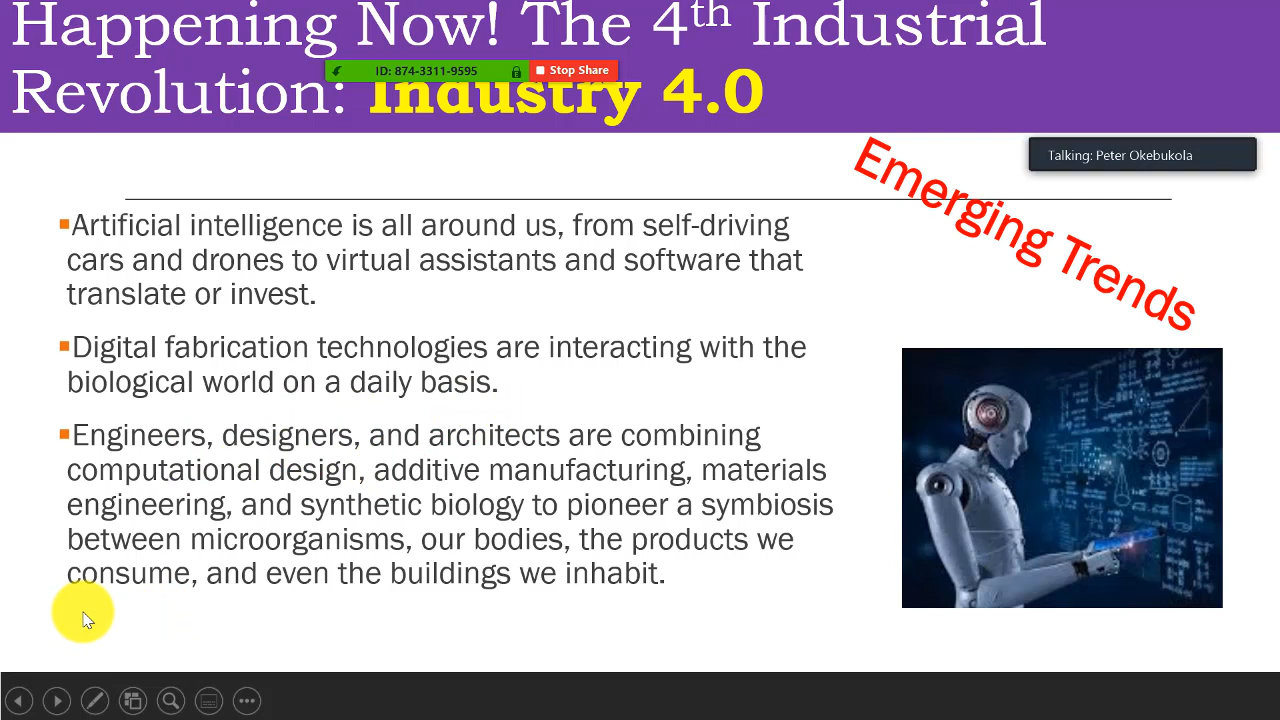 Happening Now! The 4th Industrial
Revolution: Industry 4.0
ID: 874-3311-9595
Stop Share
Talking: Peter Okebukola
Emerging Trends
Artificial intelligence is all around us, from self-driving
cars and drones to virtual assistants and software that
translate or invest.
Digital fabrication technologies are interacting with the
biological world on a daily basis.
Engineers, designers, and architects are combining
computational design, additive manufacturing, materials
engineering, and synthetic biology to pioneer a symbiosis
between microorganisms, our bodies, the products we
consume, and even the buildings we inhabit.